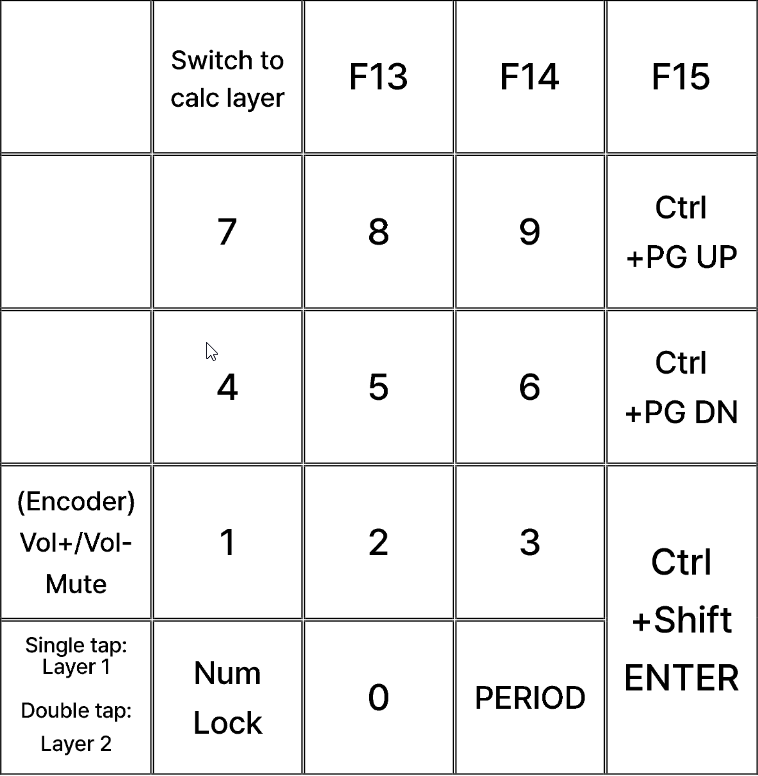 Switch to
calc layer
F13
F14
F15
7
8
9
Ctrl
+PG UP
4
5
6
Ctrl
+PG DN
(Encoder)
Vol+/Vol-
Mute
1
2
3
Ctrl
+Shift
ENTER
Single tap:
Layer 1
Double tap:
Layer 2
Num
Lock
0
PERIOD